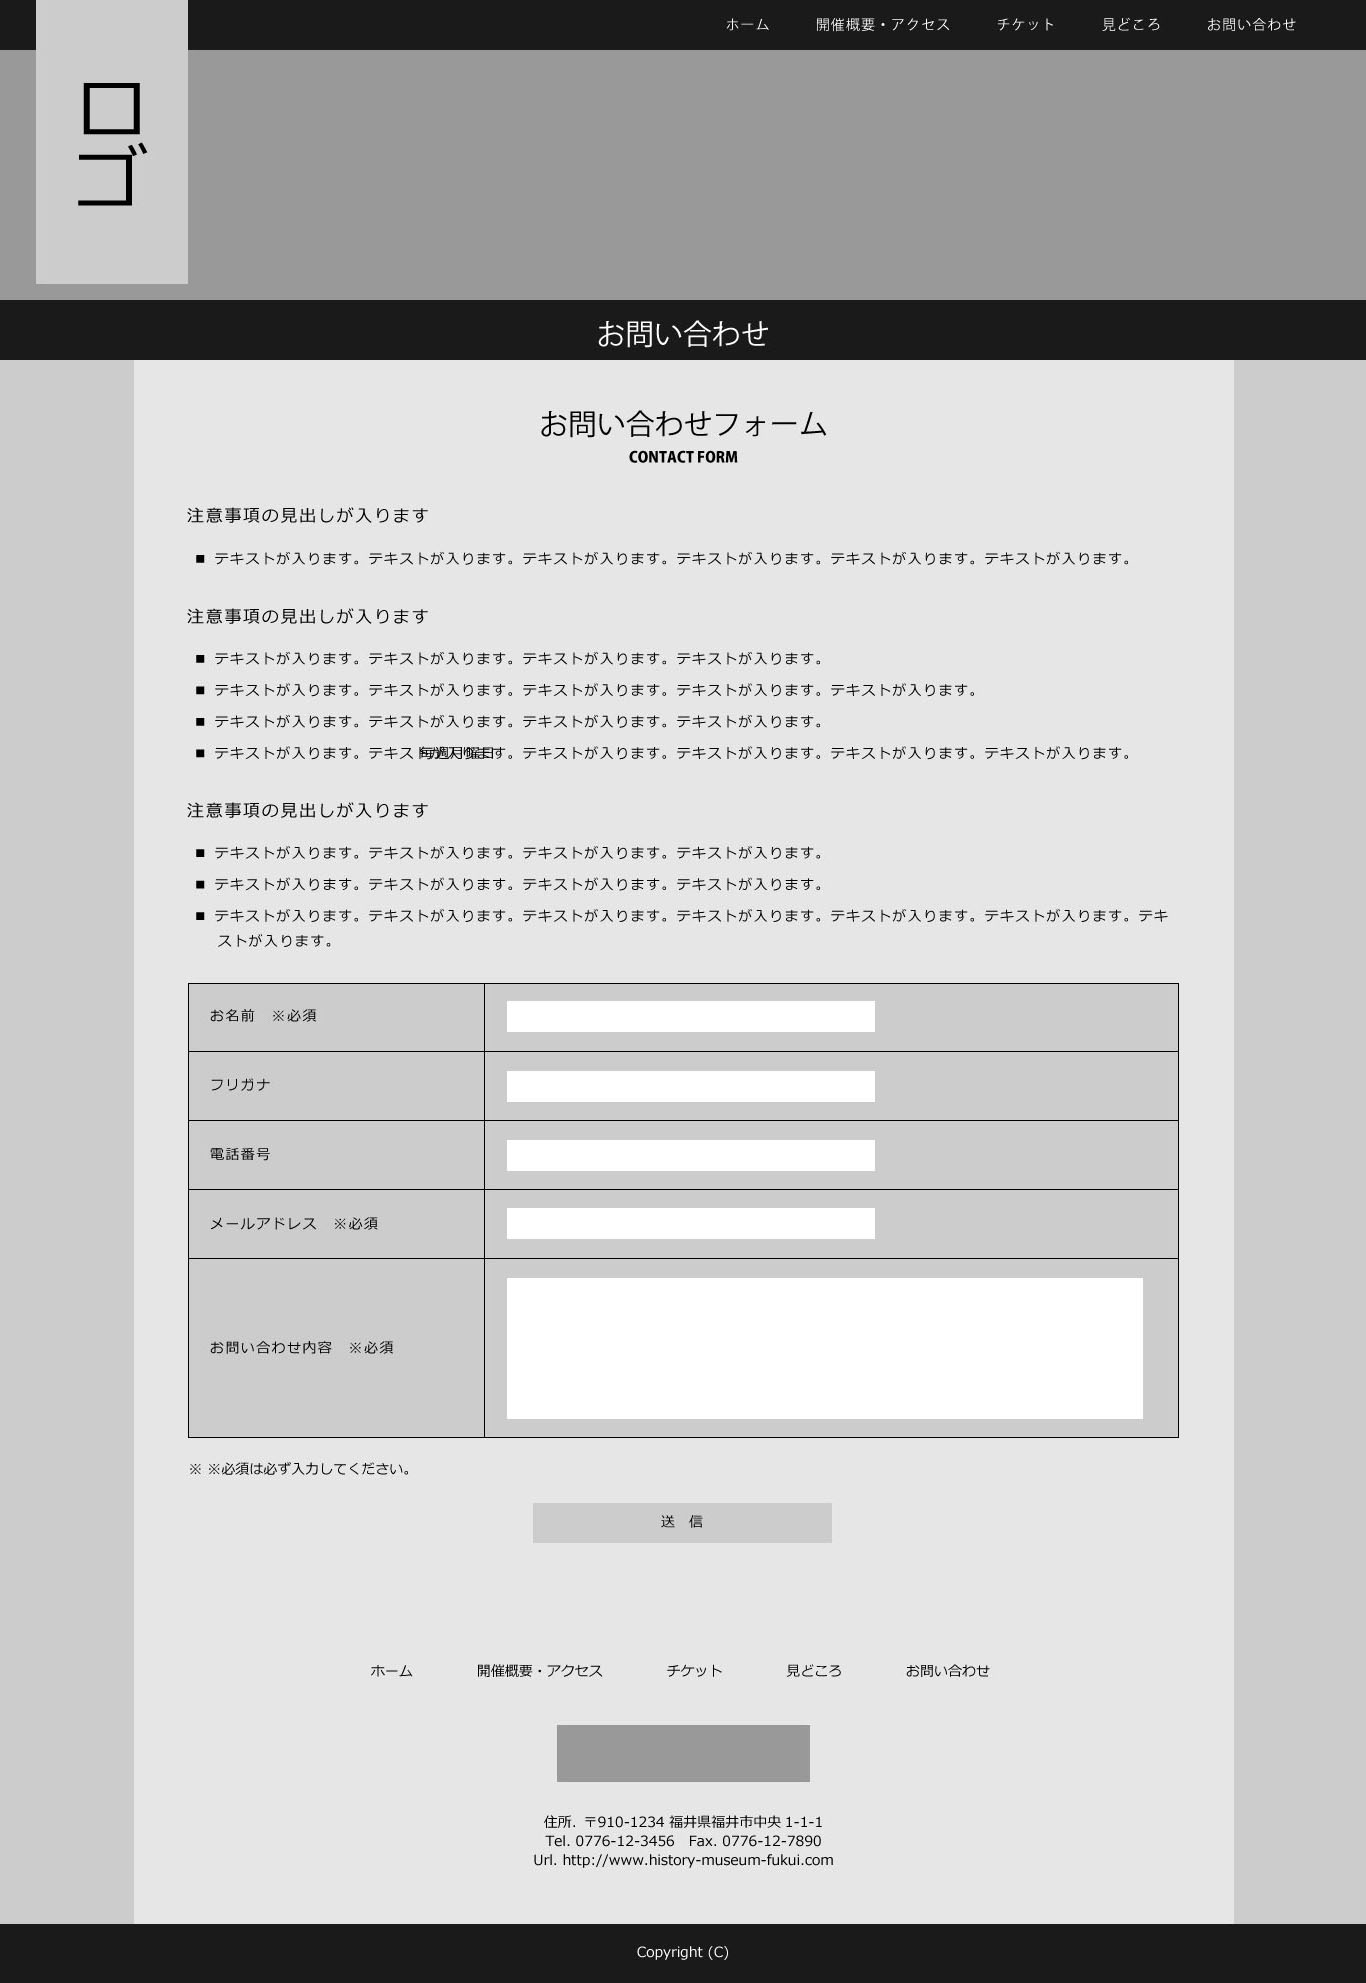 ホーム 開催概要・アクセス チケット 見どころ お問い合わせ
ロゴ
お問い合わせ
お問い合わせフォーム
CONTACT FORM
注意事項の見出しが入ります
■ テキストが入ります。テキストが入ります。テキストが入ります。テキストが入ります。テキストが入ります。テキストが入ります。
注意事項の見出しが入ります
■ テキストが入ります。テキストが入ります。テキストが入ります。テキストが入ります。
■ テキストが入ります。テキストが入ります。テキストが入ります。テキストが入ります。テキストが入ります。
■ テキストが入ります。テキストが入ります。テキストが入ります。テキストが入ります。
■ テキストが入ります。テキストが入ります。テキストが入ります。テキストが入ります。テキストが入ります。テキストが入ります。
毎週月曜日
注意事項の見出しが入ります
■ テキストが入ります。テキストが入ります。テキストが入ります。テキストが入ります。
■ テキストが入ります。テキストが入ります。テキストが入ります。テキストが入ります。
■ テキストが入ります。テキストが入ります。テキストが入ります。テキストが入ります。テキストが入ります。テキストが入ります。テキ
ストが入ります。
お名前　※必須
フリガナ
電話番号
メールアドレス　※必須
お問い合わせ内容　※必須
※ ※必須は必ず入力してください。
送　信
ホーム 開催概要・アクセス チケット 見どころ お問い合わせ
住所. 〒910-1234 福井県福井市中央 1-1-1
Tel. 0776-12-3456　Fax. 0776-12-7890
Url. http://www.history-museum-fukui.com
Copyright (C)